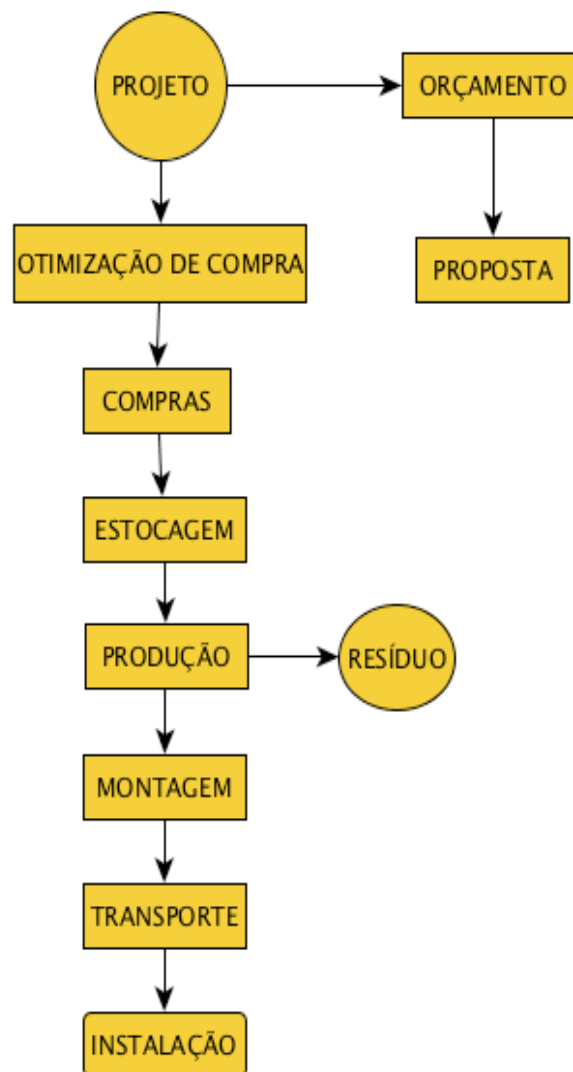 PROJETO
ORÇAMENTO
OTIMIZAÇÃO DE COMPRA
PROPOSTA
COMPRAS
ESTOCAGEM
PRODUÇÃO
RESÍDUO
MONTAGEM
TRANSPORTE
INSTALAÇÃO